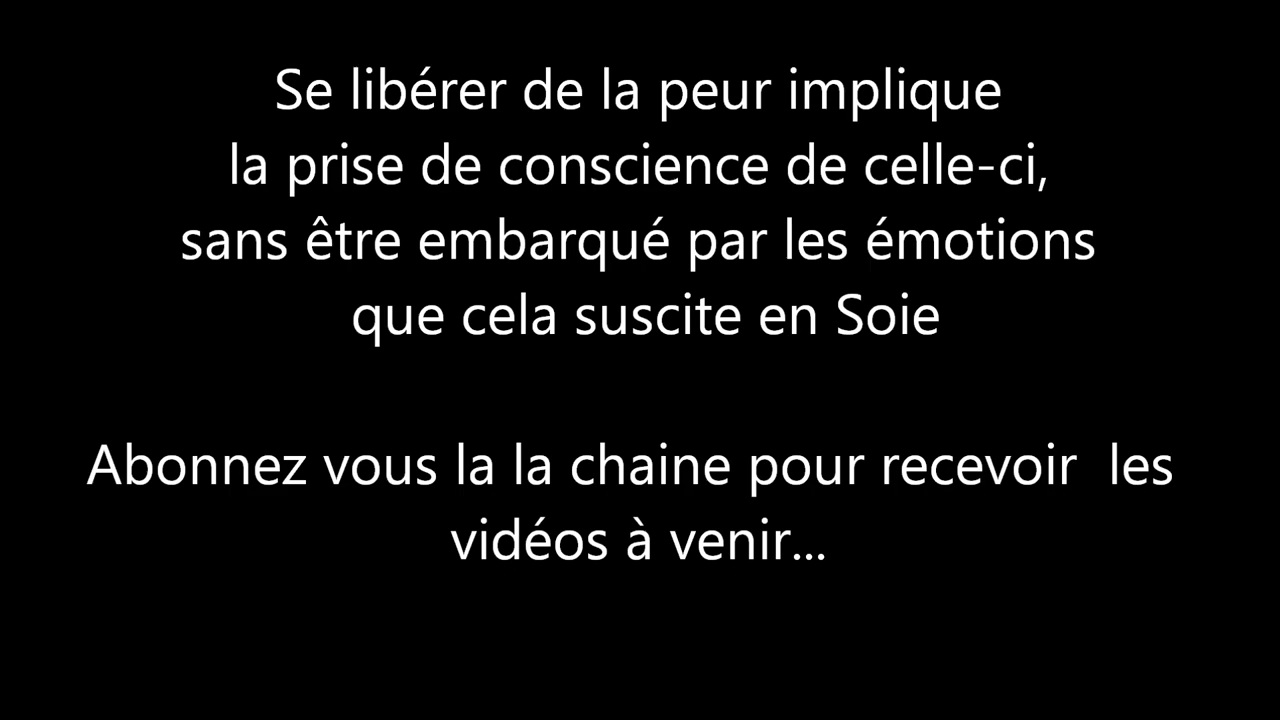 Se libérer de la peur implique
la prise de conscience de celle-ci,
sans être embarqué par les émotions
que cela suscite en Soie
Abonnez vous la la chaine pour recevoir  les
vidéos à venir...